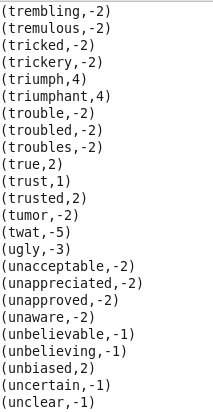 (trembling,-2)
(tremulous,-2)
(tricked,-2)
(trickery,-2)
(triumph,4)
(triumphant,4)
(trouble,-2)
(troubled,-2)
(troubles,-2)
(true,2)
(trust,1)
(trusted,2)
(tumor,-2)
(twat,-5)
(ugly,-3)
(unacceptable,-2)
(unappreciated,-2)
(unapproved,-2)
(unaware,-2)
(unbelievable,-1)
(unbelieving,-1)
(unbiased,2)
(uncertain,-1)
(unclear,-1)